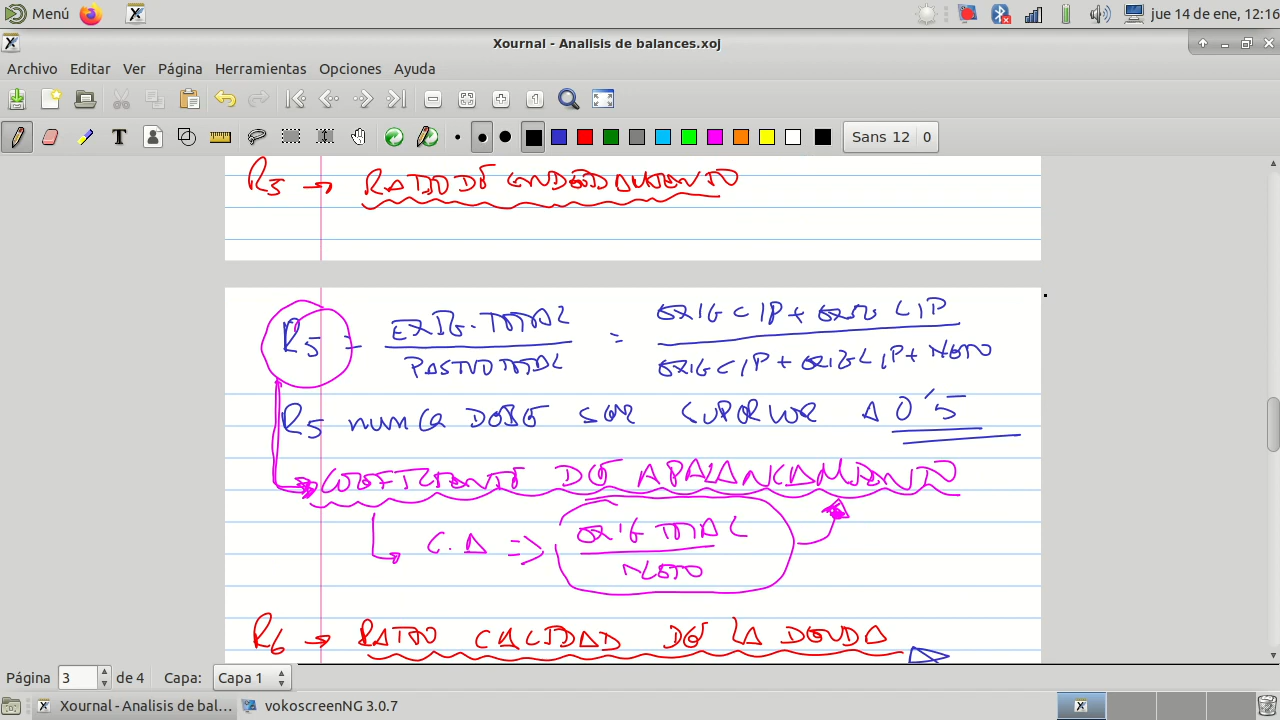 Menú jue 14 de ene, 12:16
Xournal - Analisis de balances.xoj
Archivo Editar Ver Página Herramientas Opciones Ayuda
Sans 12 0
R5 → RATIO DE ENDEUDAMIENTO
R5 = EXIG. TOTAL / PASIVO TOTAL = EXIG C/P + EXIG L/P / EXIG C/P + EXIG L/P + NETO
R5 NUNCA DEBE SER SUPERIOR A 0'5
COEFICIENTE DE APALANCAMIENTO
C.A => EXIG TOTAL / NETO
R6 → RATIO CALIDAD DE LA DEUDA
Página 3 de 4 Capa: Capa 1
Xournal - Analisis de bal... vokoscreenNG 3.0.7